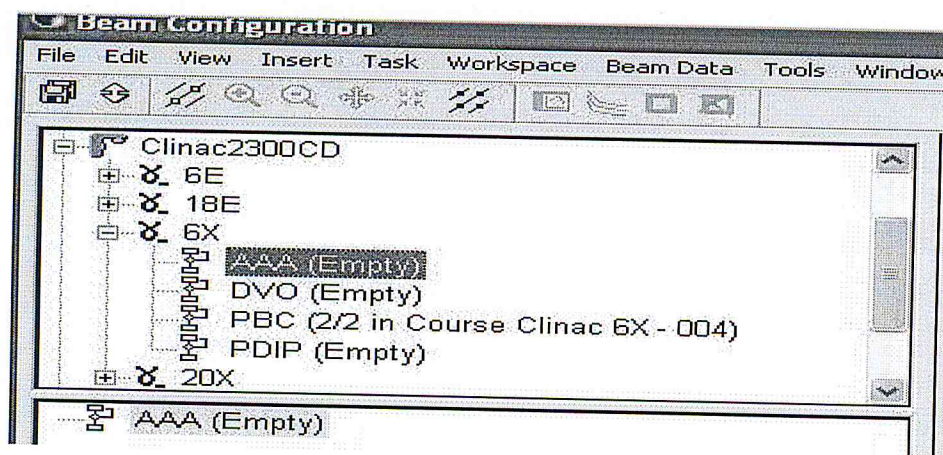 Beam Configuration
File Edit View Insert Task Workspace Beam Data Tools Window
Clinac2300CD
6E
18E
6X
AAA (Empty)
DVO (Empty)
PBC (2/2 in Course Clinac 6X - 004)
PDIP (Empty)
20X
AAA (Empty)